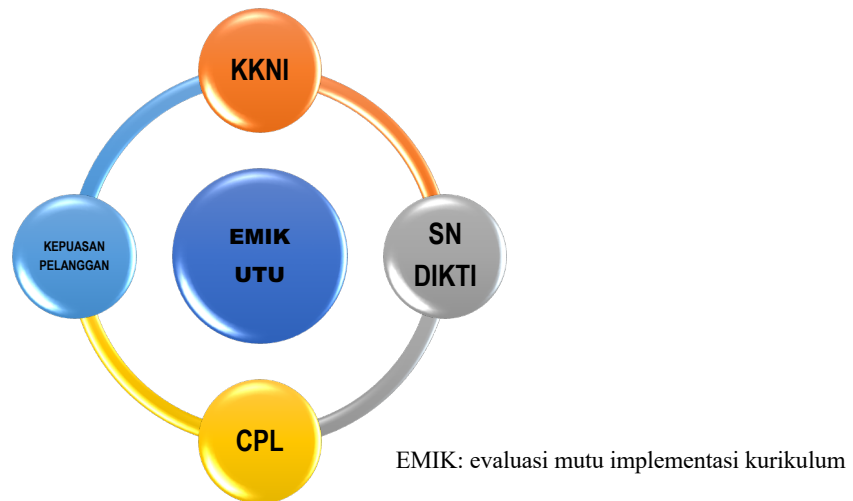 KKNI
KEPUASAN
PELANGGAN
EMIK
UTU
SN
DIKTI
CPL
EMIK: evaluasi mutu implementasi kurikulum